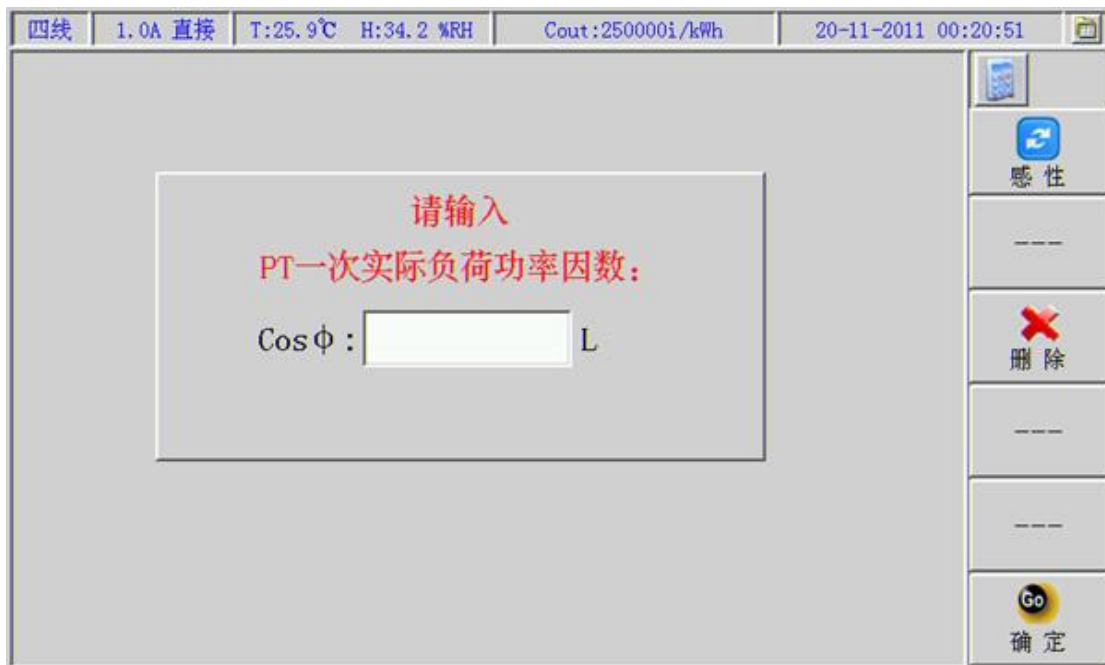 四线 1.0A 直接 T:25.9℃ H:34.2 %RH Cout:250000i/kWh 20-11-2011 00:20:51
感 性
---
请输入
PT一次实际负荷功率因数：
Cosφ: L
删 除
---
---
Go
确 定